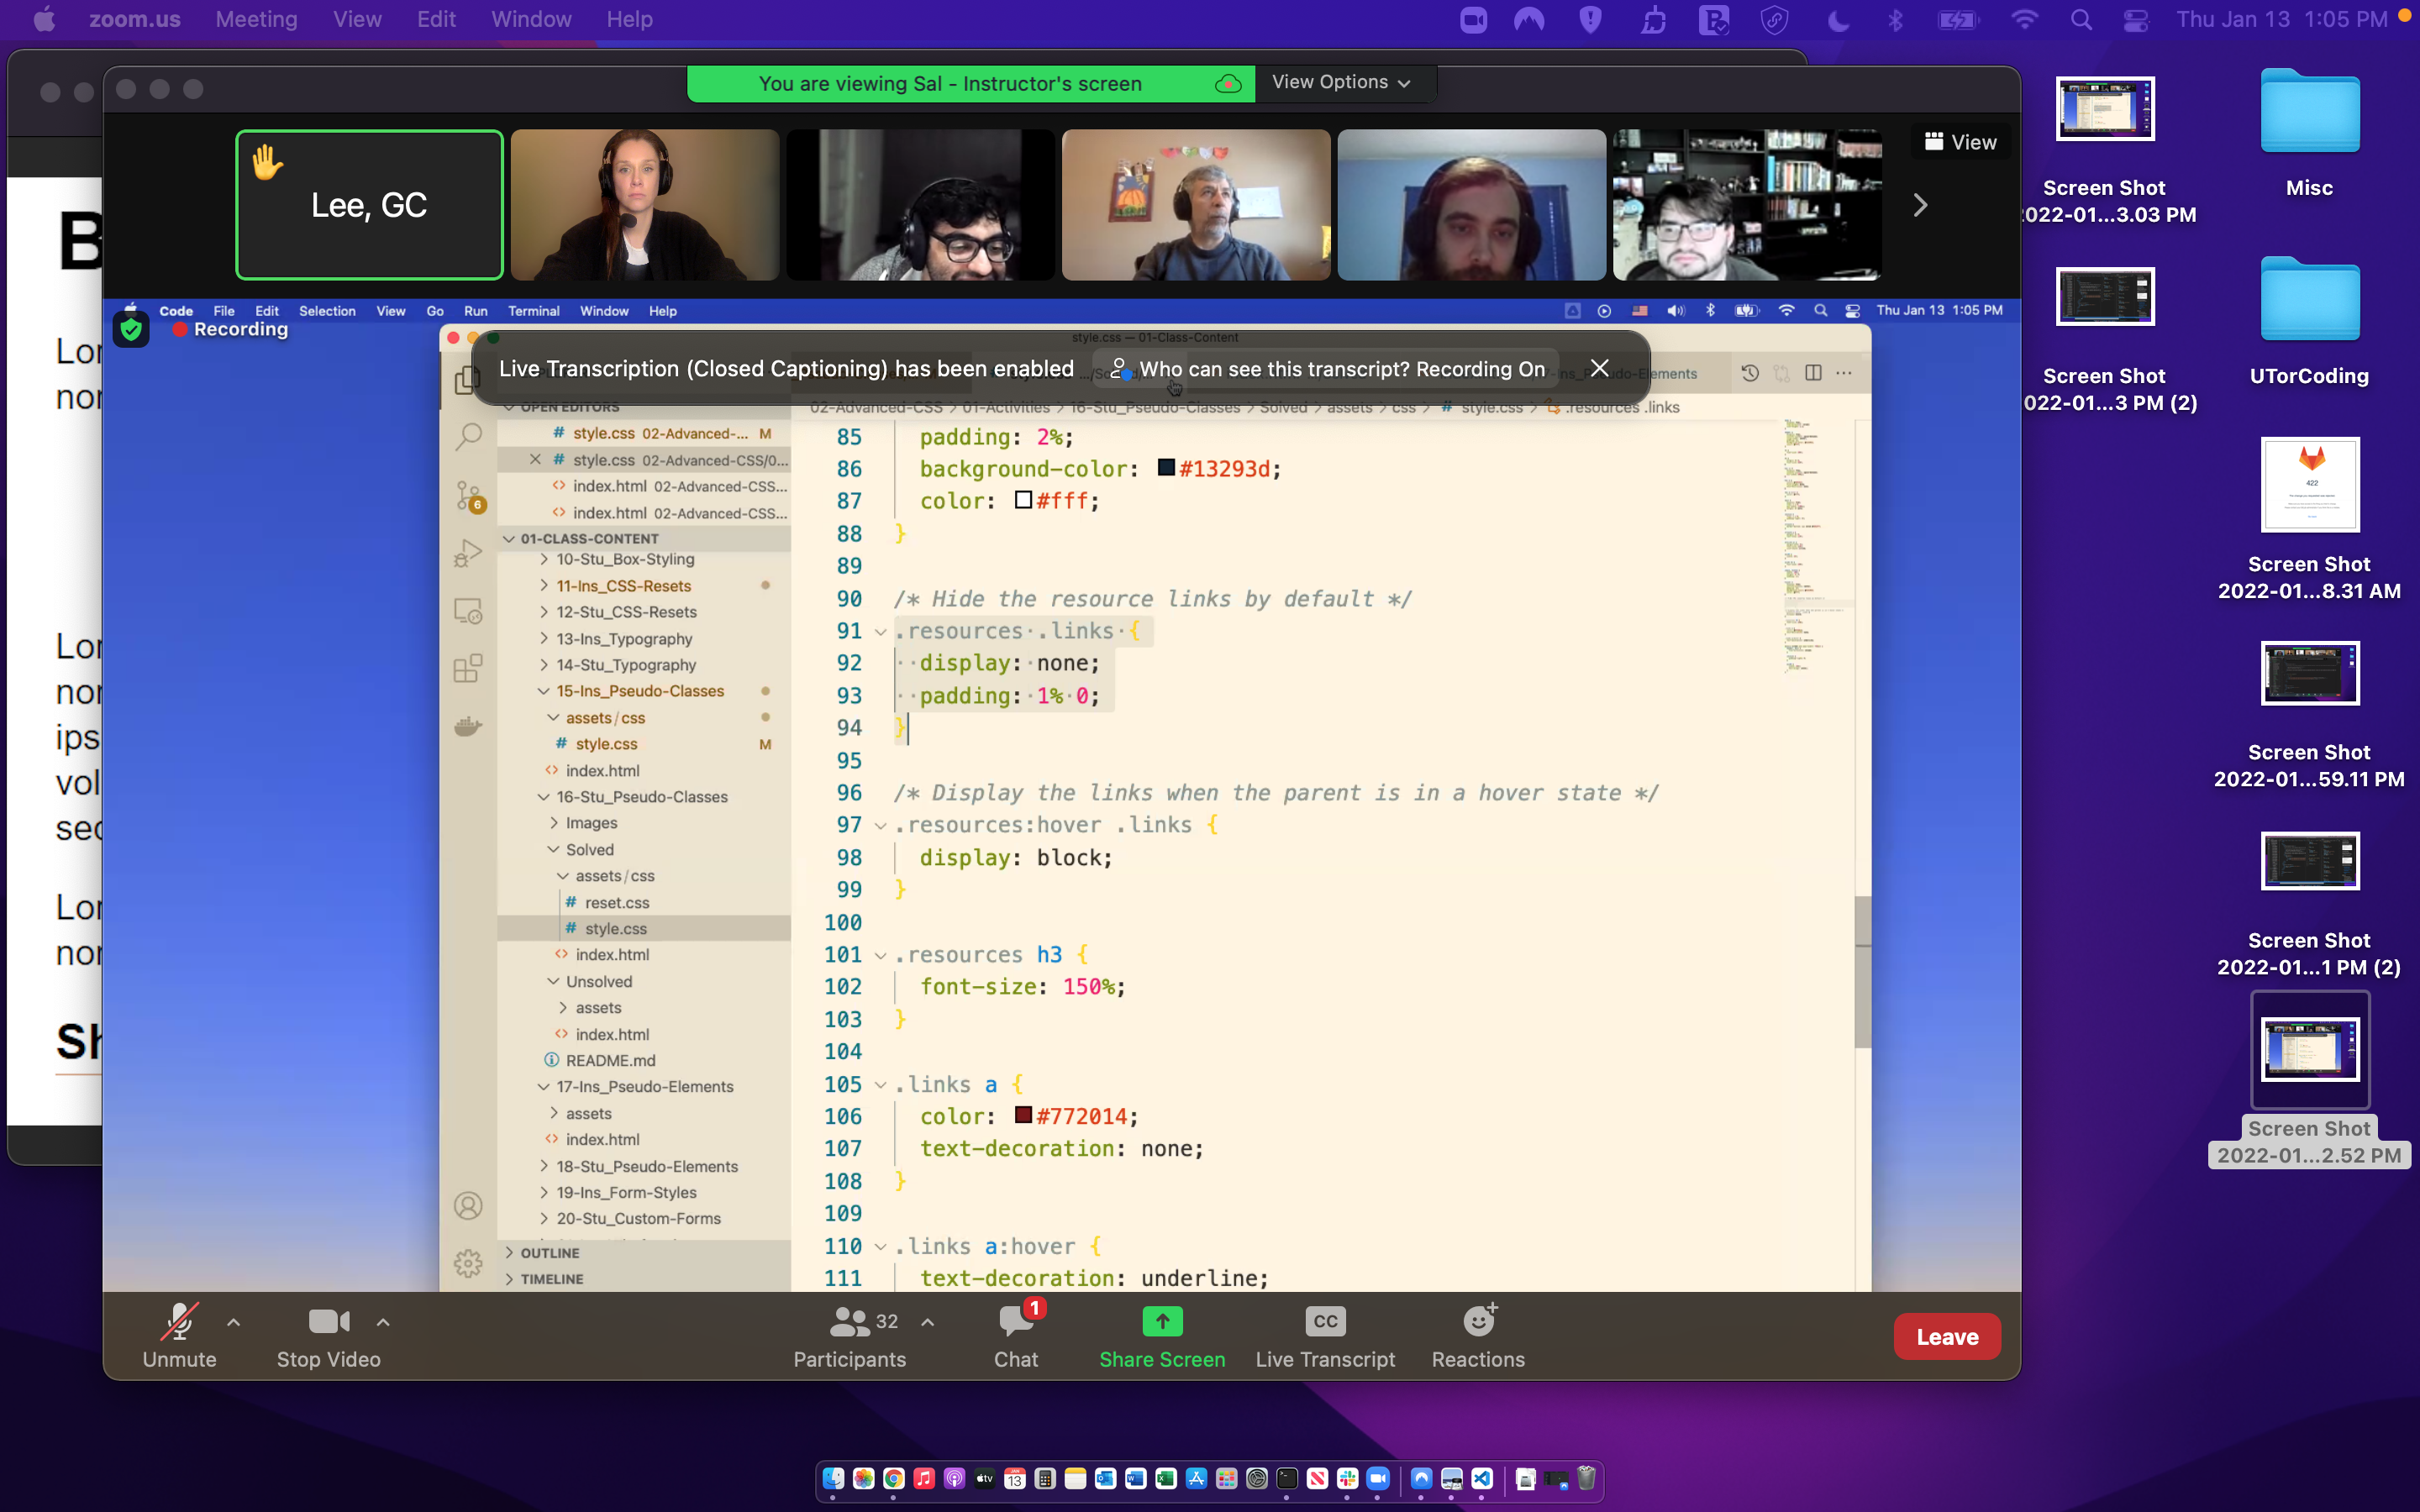 zoom.us Meeting View Edit Window Help Thu Jan 13 1:05 PM
You are viewing Sal - Instructor's screen View Options
Lee, GC
View
Code File Edit Selection View Go Run Terminal Window Help Thu Jan 13 1:05 PM
Recording
style.css — 01-Class-Content
Live Transcription (Closed Captioning) has been enabled Who can see this transcript? Recording On
OPEN EDITORS
02-Advanced-CSS > 01-Activities > 16-Stu_Pseudo-Classes > Solved > assets > css > # style.css > .resources .links
# style.css 02-Advanced-... M
# style.css 02-Advanced-CSS/0...
<> index.html 02-Advanced-CSS...
<> index.html 02-Advanced-CSS...
6
01-CLASS-CONTENT
10-Stu_Box-Styling
11-Ins_CSS-Resets
12-Stu_CSS-Resets
13-Ins_Typography
14-Stu_Typography
15-Ins_Pseudo-Classes
assets/css
# style.css M
<> index.html
16-Stu_Pseudo-Classes
Images
Solved
assets/css
# reset.css
# style.css
<> index.html
Unsolved
assets
<> index.html
README.md
17-Ins_Pseudo-Elements
assets
<> index.html
18-Stu_Pseudo-Elements
19-Ins_Form-Styles
20-Stu_Custom-Forms
OUTLINE
TIMELINE
85 padding: 2%;
86 background-color: #13293d;
87 color: #fff;
88 }
89
90 /* Hide the resource links by default */
91 .resources .links {
92 display: none;
93 padding: 1% 0;
94 }
95
96 /* Display the links when the parent is in a hover state */
97 .resources:hover .links {
98 display: block;
99 }
100
101 .resources h3 {
102 font-size: 150%;
103 }
104
105 .links a {
106 color: #772014;
107 text-decoration: none;
108 }
109
110 .links a:hover {
111 text-decoration: underline;
Unmute
Stop Video
32
Participants
1
Chat
Share Screen
CC
Live Transcript
Reactions
Leave
Screen Shot
2022-01...3.03 PM
Misc
Screen Shot
022-01...3 PM (2)
UTorCoding
422
Screen Shot
2022-01...8.31 AM
Screen Shot
2022-01...59.11 PM
Screen Shot
2022-01...1 PM (2)
Screen Shot
2022-01...2.52 PM